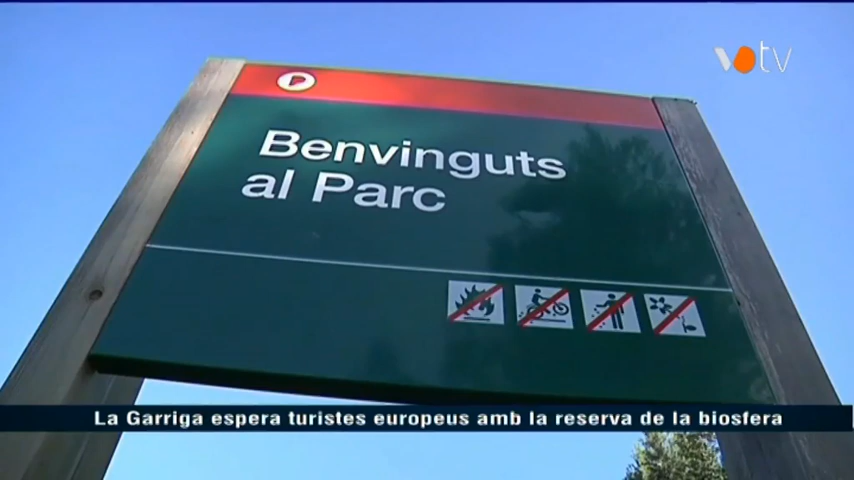 votv
Benvinguts
al Parc
La Garriga espera turistes europeus amb la reserva de la biosfera